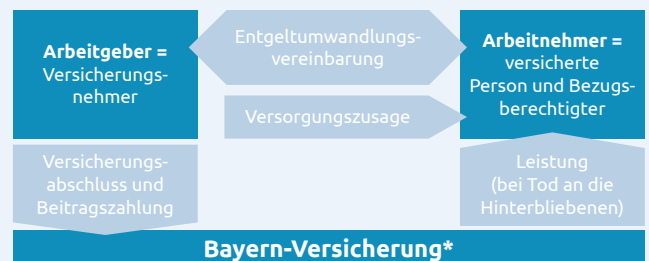 Arbeitgeber =
Versicherungs-
nehmer
Entgeltumwandlungs-
vereinbarung
Versorgungszusage
Arbeitnehmer =
versicherte
Person und Bezugs-
berechtigter
Versicherungs-
abschluss und
Beitragszahlung
Leistung
(bei Tod an die
Hinterbliebenen)
Bayern-Versicherung*